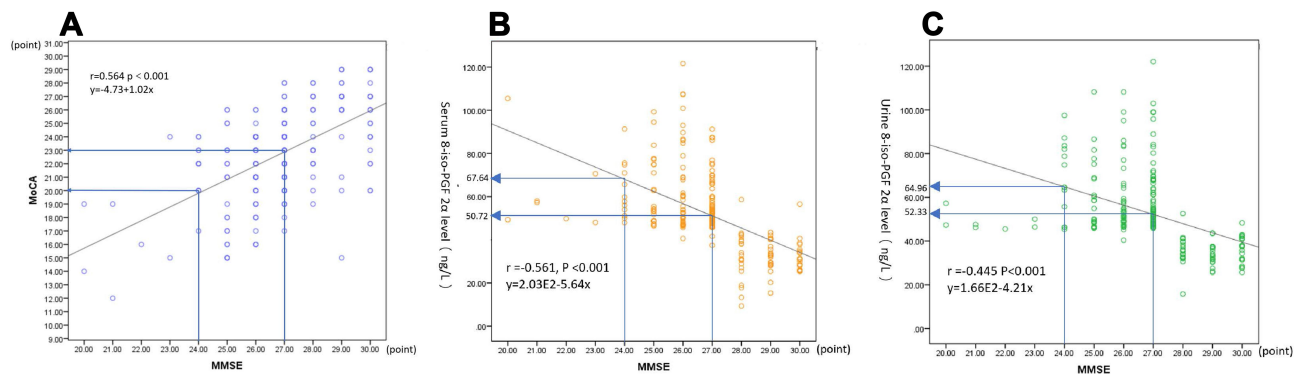 A
(point)
31.00
30.00
29.00
28.00
27.00
26.00
25.00
24.00
23.00
22.00
21.00
20.00
19.00
18.00
17.00
16.00
15.00
14.00
13.00
12.00
11.00
10.00
9.00
MoCA
r=0.564 p < 0.001
y=-4.73+1.02x
20.00 21.00 22.00 23.00 24.00 25.00 26.00 27.00 28.00 29.00 30.00 (point)
MMSE
B
Serum 8-iso-PGF 2α level ( ng/L )
120.00
100.00
80.00
67.64
60.00
50.72
20.00
.00
r =-0.561, P <0.001
y=2.03E2-5.64x
20.00 21.00 22.00 23.00 24.00 25.00 26.00 27.00 28.00 29.00 30.00 (point)
MMSE
C
Urine 8-iso-PGF 2α level ( ng/L )
120.00
100.00
80.00
64.96
60.00
52.33
40.00
20.00
.00
r =-0.445 P<0.001
y=1.66E2-4.21x
20.00 21.00 22.00 23.00 24.00 25.00 26.00 27.00 28.00 29.00 30.00 (point)
MMSE